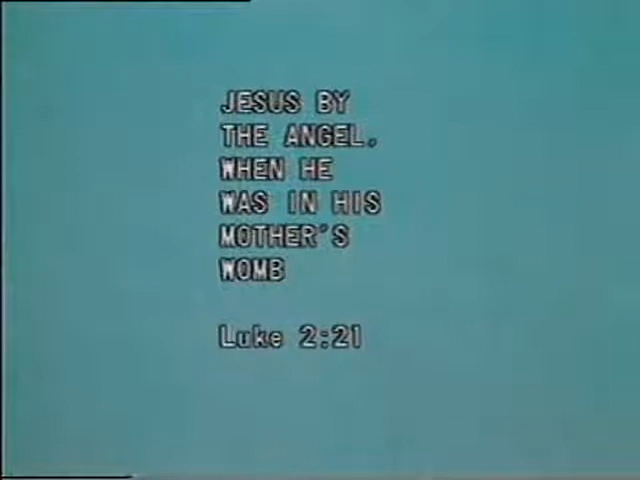 JESUS BY
THE ANGEL.
WHEN HE
WAS IN HIS
MOTHER'S
WOMB
Luke 2:21